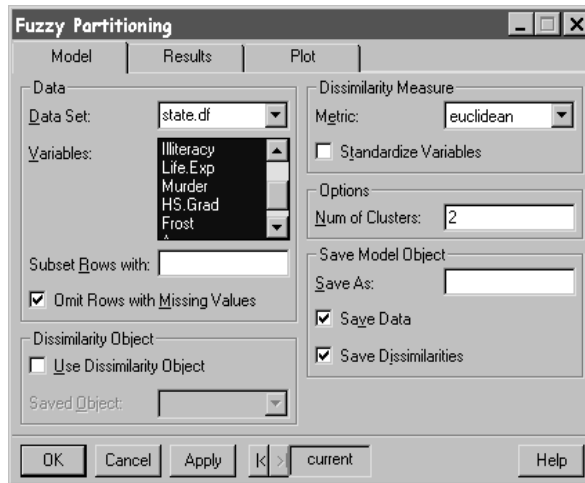 Fuzzy Partitioning
Model Results Plot
Data
Data Set: state.df
Variables:
Illiteracy
Life.Exp
Murder
HS.Grad
Frost
Subset Rows with:
Omit Rows with Missing Values
Dissimilarity Object
Use Dissimilarity Object
Saved Object:
Dissimilarity Measure
Metric: euclidean
Standardize Variables
Options
Num of Clusters: 2
Save Model Object
Save As:
Save Data
Save Dissimilarities
OK Cancel Apply current Help